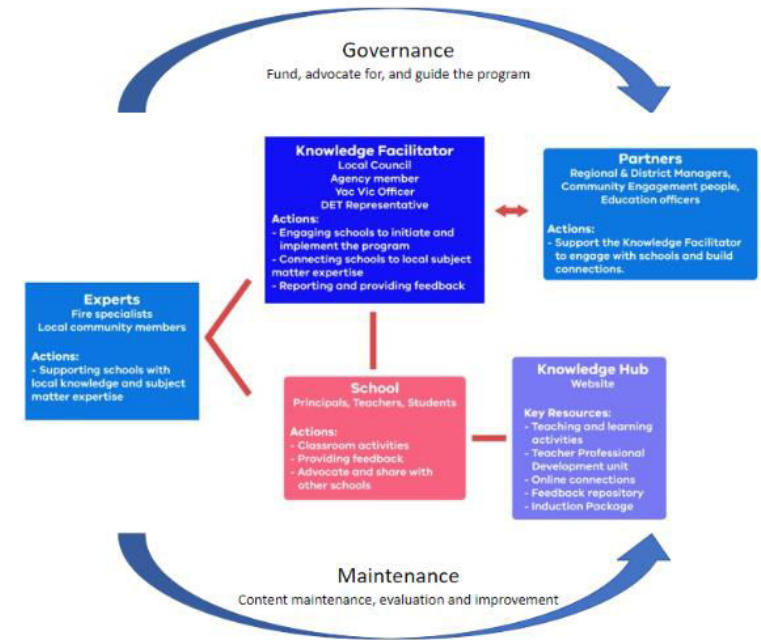 Governance
Fund, advocate for, and guide the program
Knowledge Facilitator
Local Council
Agency member
Yac Vic Officer
DET Representative
Actions:
- Engaging schools to initiate and
implement the program
- Connecting schools to local subject
matter expertise
- Reporting and providing feedback
Partners
Regional & District Managers,
Community Engagement people,
Education officers
Actions:
- Support the Knowledge Facilitator
to engage with schools and build
connections.
Experts
Fire specialists
Local community members
Actions:
- Supporting schools with
local knowledge and subject
matter expertise
School
Principals, Teachers, Students
Actions:
- Classroom activities
- Providing feedback
- Advocate and share with
other schools
Knowledge Hub
Website
Key Resources:
- Teaching and learning
activities
- Teacher Professional
Development unit
- Online connections
- Feedback repository
- Induction Package
Maintenance
Content maintenance, evaluation and improvement